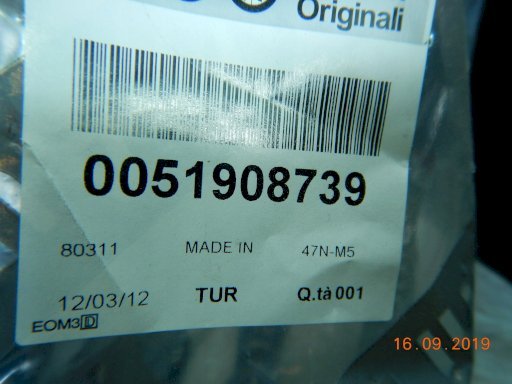 Originali
0051908739
80311 MADE IN 47N-M5
12/03/12 TUR Q.tà 001
EOM3D
16.09.2019